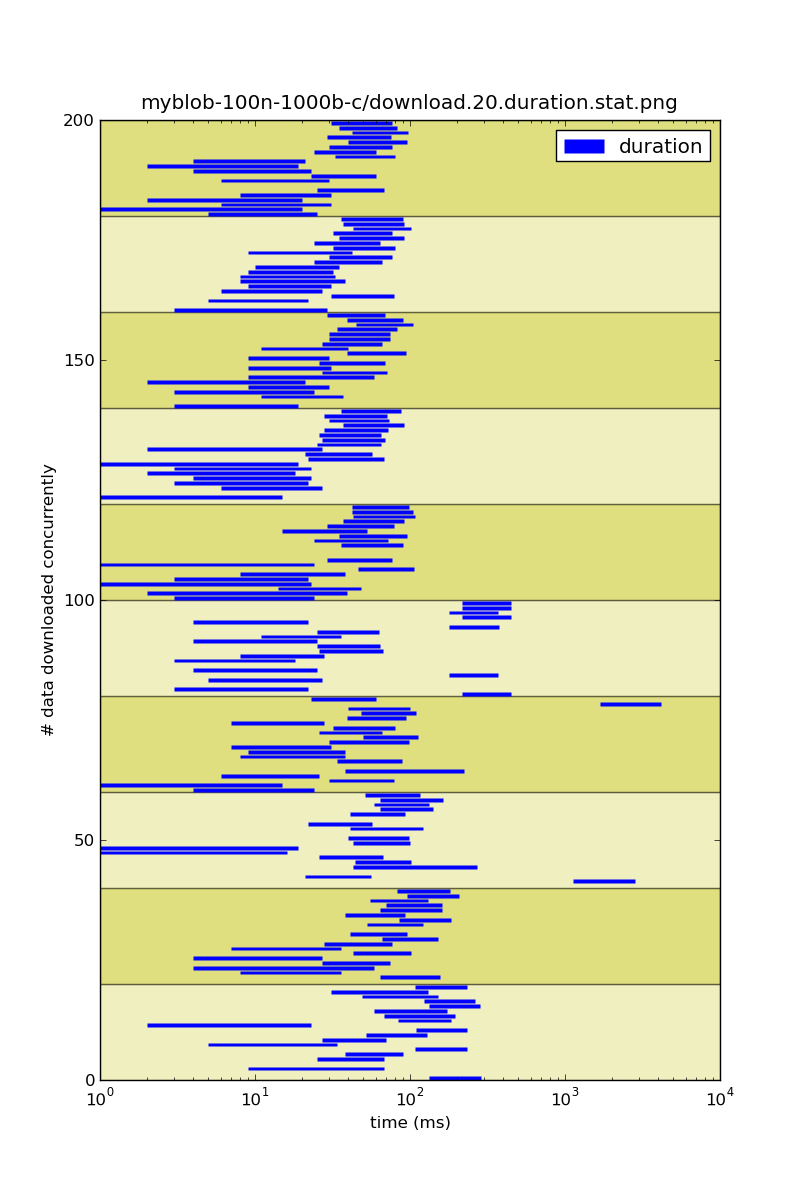 myblob-100n-1000b-c/download.20.duration.stat.png
duration
200
150
100
50
0
# data downloaded concurrently
10^0 10^1 10^2 10^3 10^4
time (ms)